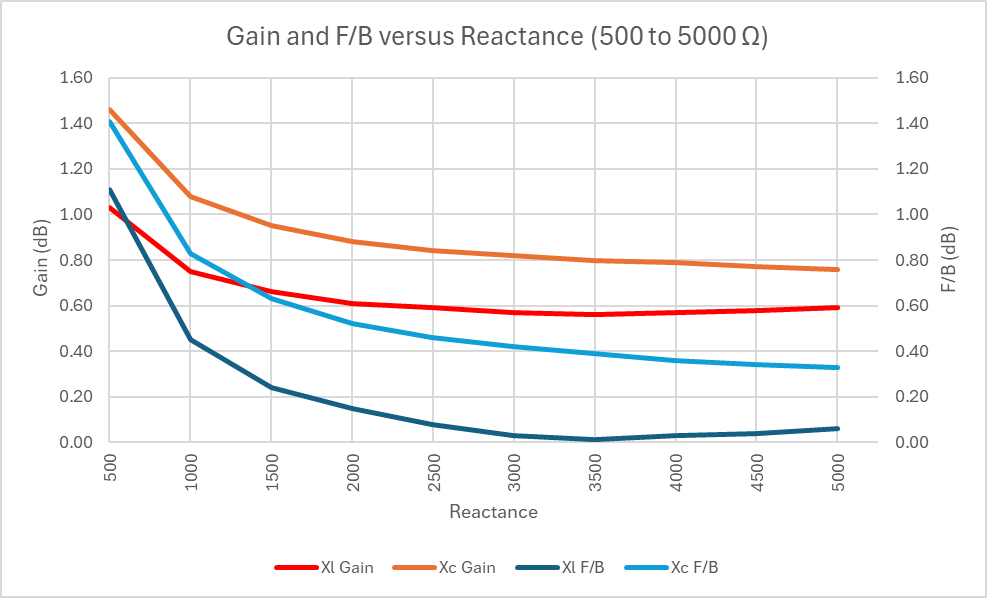 Gain and F/B versus Reactance (500 to 5000 Ω)
1.60 1.60
1.40 1.40
1.20 1.20
1.00 1.00
0.80 0.80
0.60 0.60
0.40 0.40
0.20 0.20
0.00 0.00
Gain (dB)
F/B (dB)
500 1000 1500 2000 2500 3000 3500 4000 4500 5000
Reactance
Xl Gain Xc Gain Xl F/B Xc F/B